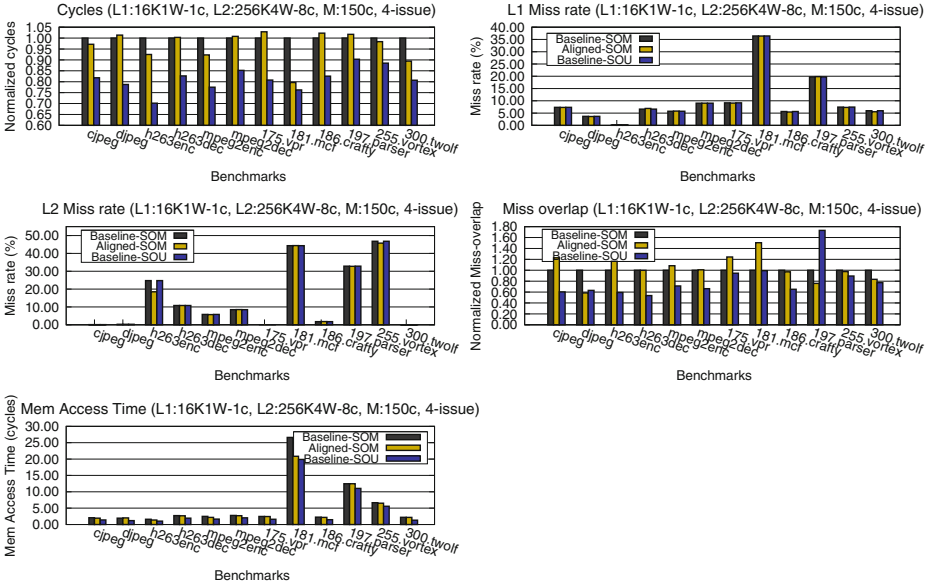 Cycles (L1:16K1W-1c, L2:256K4W-8c, M:150c, 4-issue)
Normalized cycles
1.05
1.00
0.95
0.90
0.85
0.80
0.75
0.70
0.65
0.60
cjpeg
djpeg
h263enc
h263dec
mpeg2enc
mpeg2dec
175.vpr
181.mcf
186.crafty
197.parser
255.vortex
300.twolf
Benchmarks
L1 Miss rate (L1:16K1W-1c, L2:256K4W-8c, M:150c, 4-issue)
Miss rate (%)
40.00
35.00
30.00
25.00
20.00
15.00
10.00
5.00
0.00
Baseline-SOM
Aligned-SOM
Baseline-SOU
cjpeg
djpeg
h263enc
h263dec
mpeg2enc
mpeg2dec
175.vpr
181.mcf
186.crafty
197.parser
255.vortex
300.twolf
Benchmarks
L2 Miss rate (L1:16K1W-1c, L2:256K4W-8c, M:150c, 4-issue)
Miss rate (%)
50.00
40.00
30.00
20.00
10.00
0.00
Baseline-SOM
Aligned-SOM
Baseline-SOU
cjpeg
djpeg
h263enc
h263dec
mpeg2enc
mpeg2dec
175.vpr
181.mcf
186.crafty
197.parser
255.vortex
300.twolf
Benchmarks
Miss overlap (L1:16K1W-1c, L2:256K4W-8c, M:150c, 4-issue)
Normalized Miss-overlap
1.80
1.60
1.40
1.20
1.00
0.80
0.60
0.40
0.20
0.00
Baseline-SOM
Aligned-SOM
Baseline-SOU
cjpeg
djpeg
h263enc
h263dec
mpeg2enc
mpeg2dec
175.vpr
181.mcf
186.crafty
197.parser
255.vortex
300.twolf
Benchmarks
Mem Access Time (L1:16K1W-1c, L2:256K4W-8c, M:150c, 4-issue)
Mem Access Time (cycles)
30.00
25.00
20.00
15.00
10.00
5.00
0.00
Baseline-SOM
Aligned-SOM
Baseline-SOU
cjpeg
djpeg
h263enc
h263dec
mpeg2enc
mpeg2dec
175.vpr
181.mcf
186.crafty
197.parser
255.vortex
300.twolf
Benchmarks